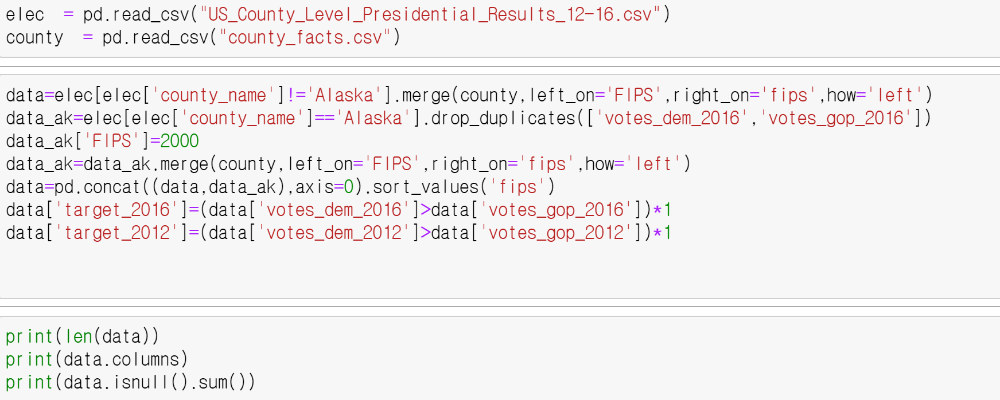 elec  = pd.read_csv("US_County_Level_Presidential_Results_12-16.csv")
county  = pd.read_csv("county_facts.csv")
data=elec[elec['county_name']!='Alaska'].merge(county,left_on='FIPS',right_on='fips',how='left')
data_ak=elec[elec['county_name']=='Alaska'].drop_duplicates(['votes_dem_2016','votes_gop_2016'])
data_ak['FIPS']=2000
data_ak=data_ak.merge(county,left_on='FIPS',right_on='fips',how='left')
data=pd.concat((data,data_ak),axis=0).sort_values('fips')
data['target_2016']=(data['votes_dem_2016']>data['votes_gop_2016'])*1
data['target_2012']=(data['votes_dem_2012']>data['votes_gop_2012'])*1
print(len(data))
print(data.columns)
print(data.isnull().sum())